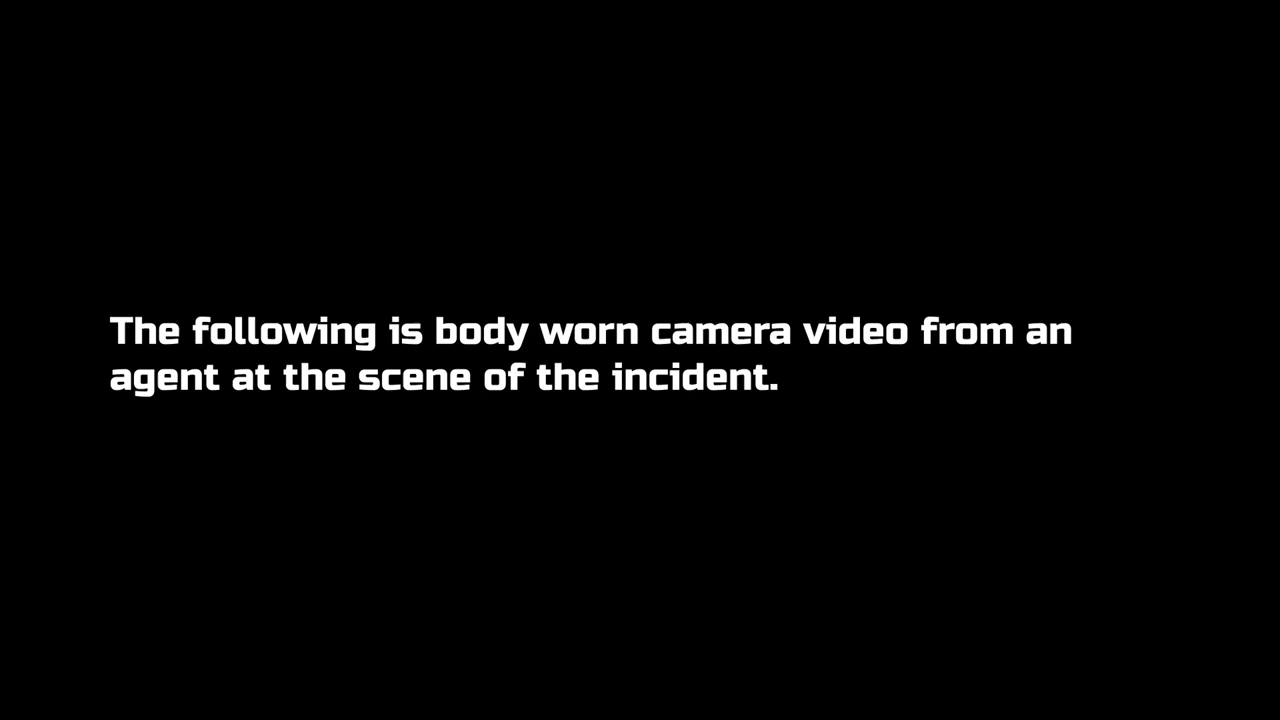 The following is body worn camera video from an
agent at the scene of the incident.